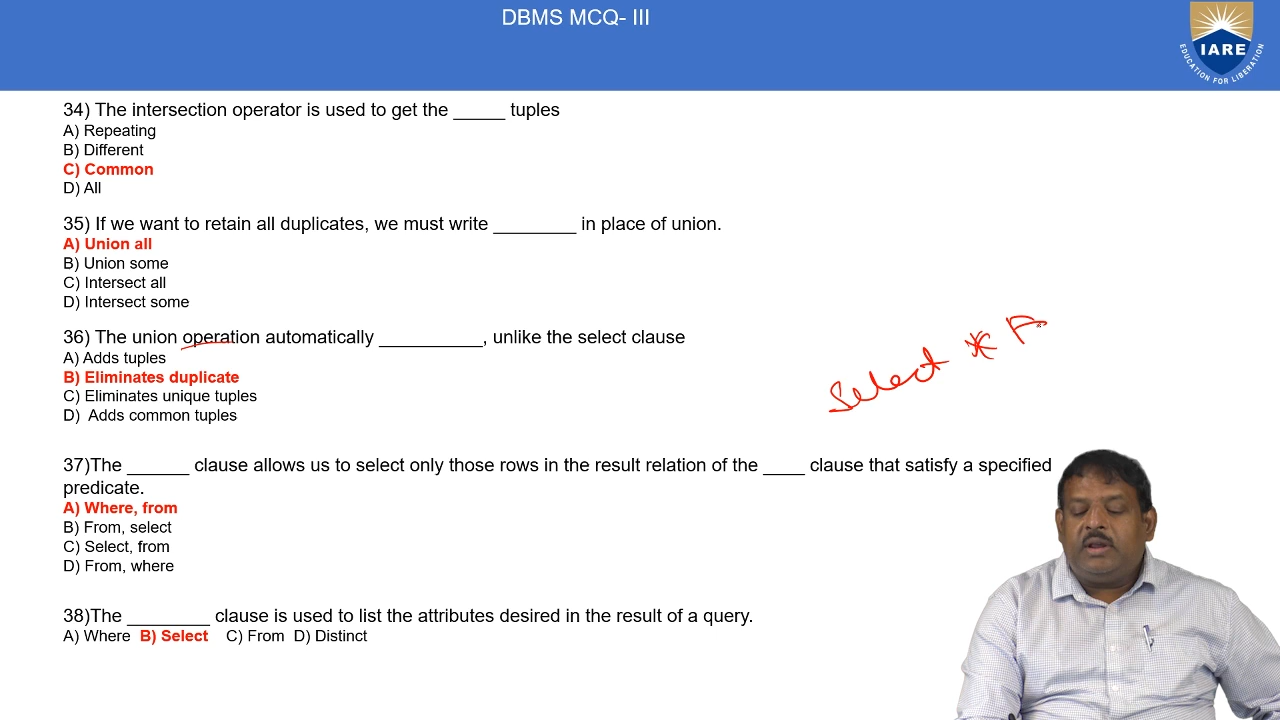 DBMS MCQ- III
IARE
EDUCATION FOR LIBERATION
34) The intersection operator is used to get the _____ tuples
A) Repeating
B) Different
C) Common
D) All
35) If we want to retain all duplicates, we must write ________ in place of union.
A) Union all
B) Union some
C) Intersect all
D) Intersect some
36) The union operation automatically __________, unlike the select clause
A) Adds tuples
B) Eliminates duplicate
C) Eliminates unique tuples
D) Adds common tuples
Select * F
37)The ______ clause allows us to select only those rows in the result relation of the ____ clause that satisfy a specified
predicate.
A) Where, from
B) From, select
C) Select, from
D) From, where
38)The ________ clause is used to list the attributes desired in the result of a query.
A) Where B) Select C) From D) Distinct